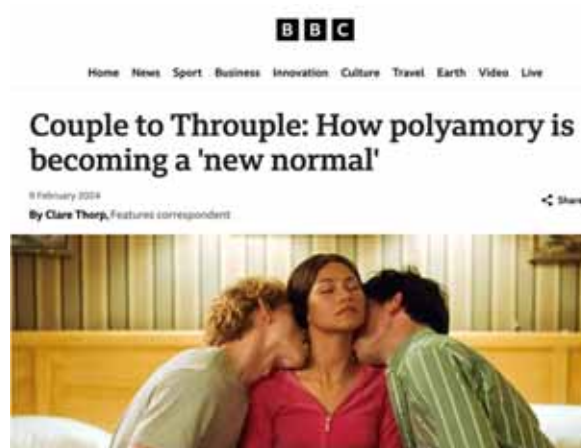 BBC
Home News Sport Business Innovation Culture Travel Earth Video Live
Couple to Throuple: How polyamory is
becoming a 'new normal'
9 February 2024
Share
By Clare Thorp, Features correspondent